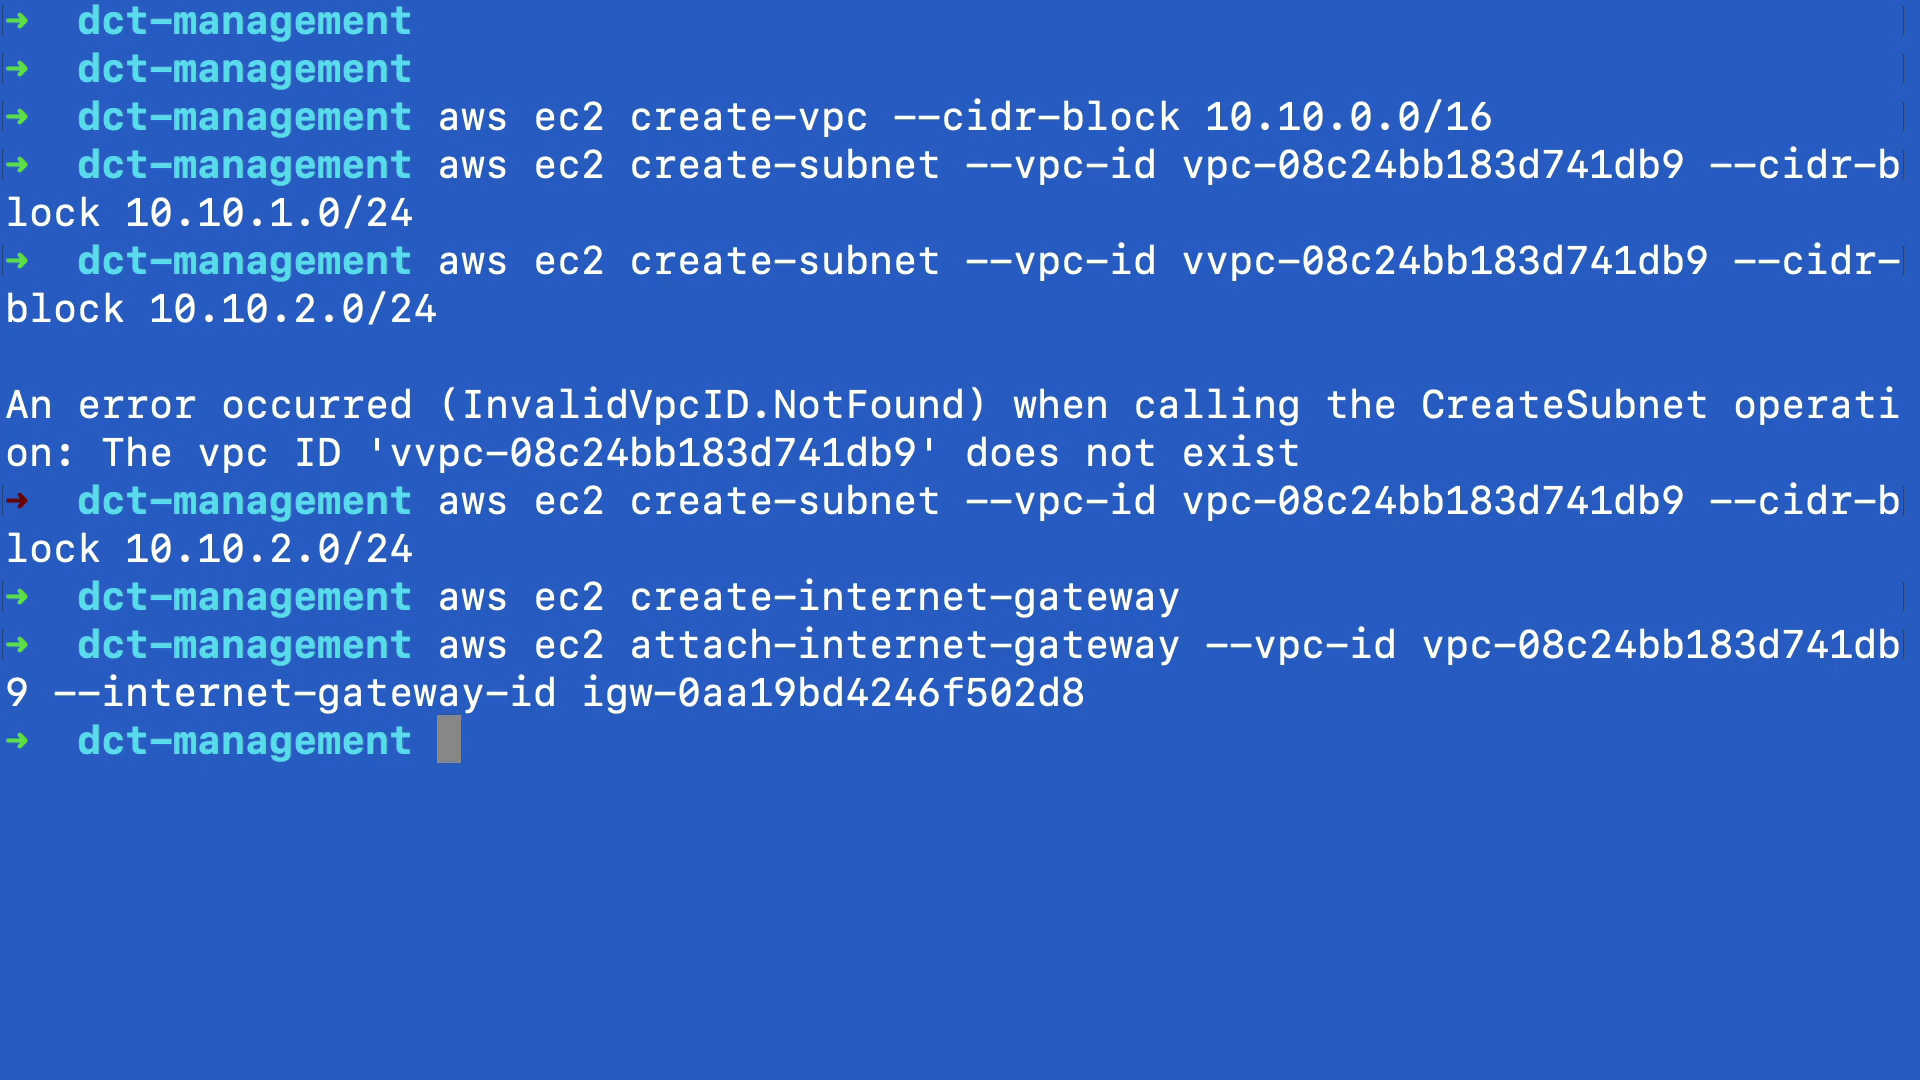 ➜  dct-management
➜  dct-management
➜  dct-management aws ec2 create-vpc --cidr-block 10.10.0.0/16
➜  dct-management aws ec2 create-subnet --vpc-id vpc-08c24bb183d741db9 --cidr-b
lock 10.10.1.0/24
➜  dct-management aws ec2 create-subnet --vpc-id vvpc-08c24bb183d741db9 --cidr-
block 10.10.2.0/24

An error occurred (InvalidVpcID.NotFound) when calling the CreateSubnet operati
on: The vpc ID 'vvpc-08c24bb183d741db9' does not exist
➜  dct-management aws ec2 create-subnet --vpc-id vpc-08c24bb183d741db9 --cidr-b
lock 10.10.2.0/24
➜  dct-management aws ec2 create-internet-gateway
➜  dct-management aws ec2 attach-internet-gateway --vpc-id vpc-08c24bb183d741db
9 --internet-gateway-id igw-0aa19bd4246f502d8
➜  dct-management